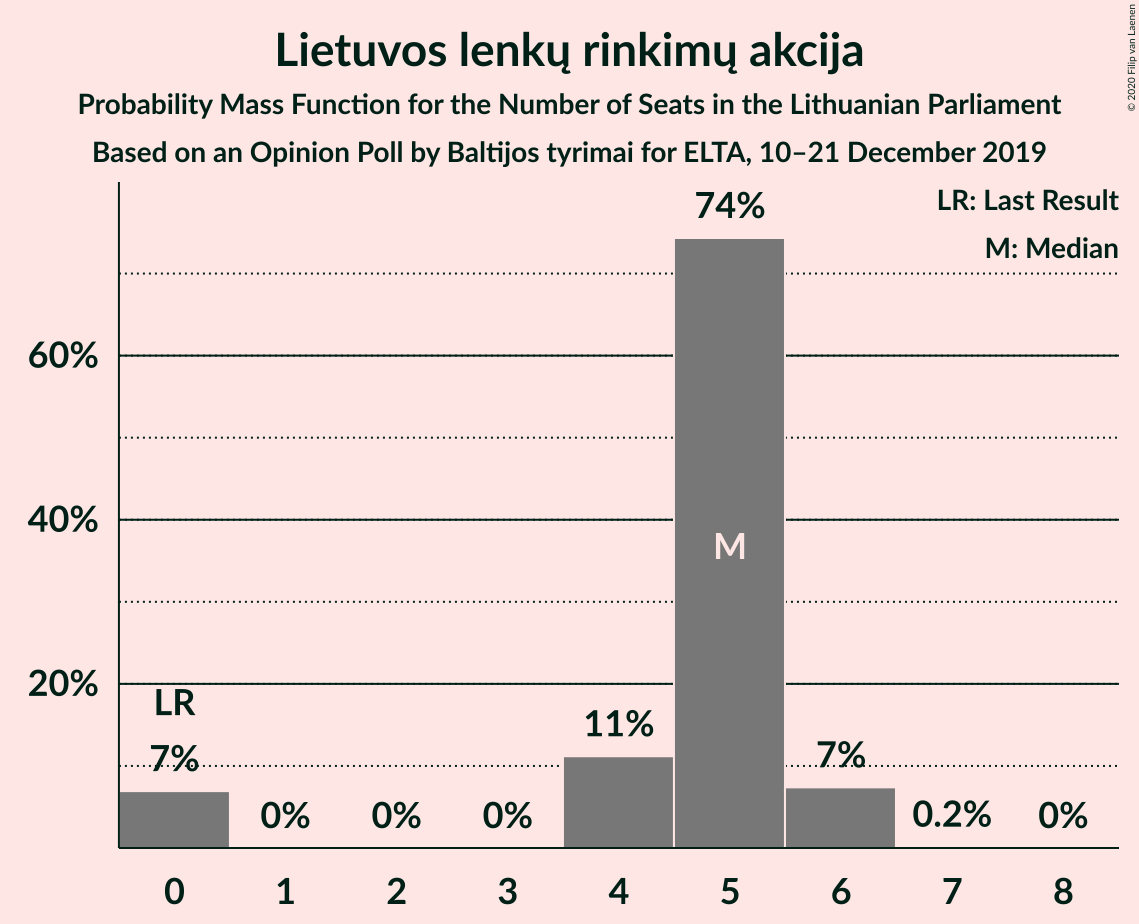 Lietuvos lenkų rinkimų akcija
Probability Mass Function for the Number of Seats in the Lithuanian Parliament
Based on an Opinion Poll by Baltijos tyrimai for ELTA, 10–21 December 2019
© 2020 Filip van Laenen
LR: Last Result
M: Median
74%
60%
40%
M
20%
LR
7%
0%
0%
0%
11%
7%
0.2%
0%
0 1 2 3 4 5 6 7 8